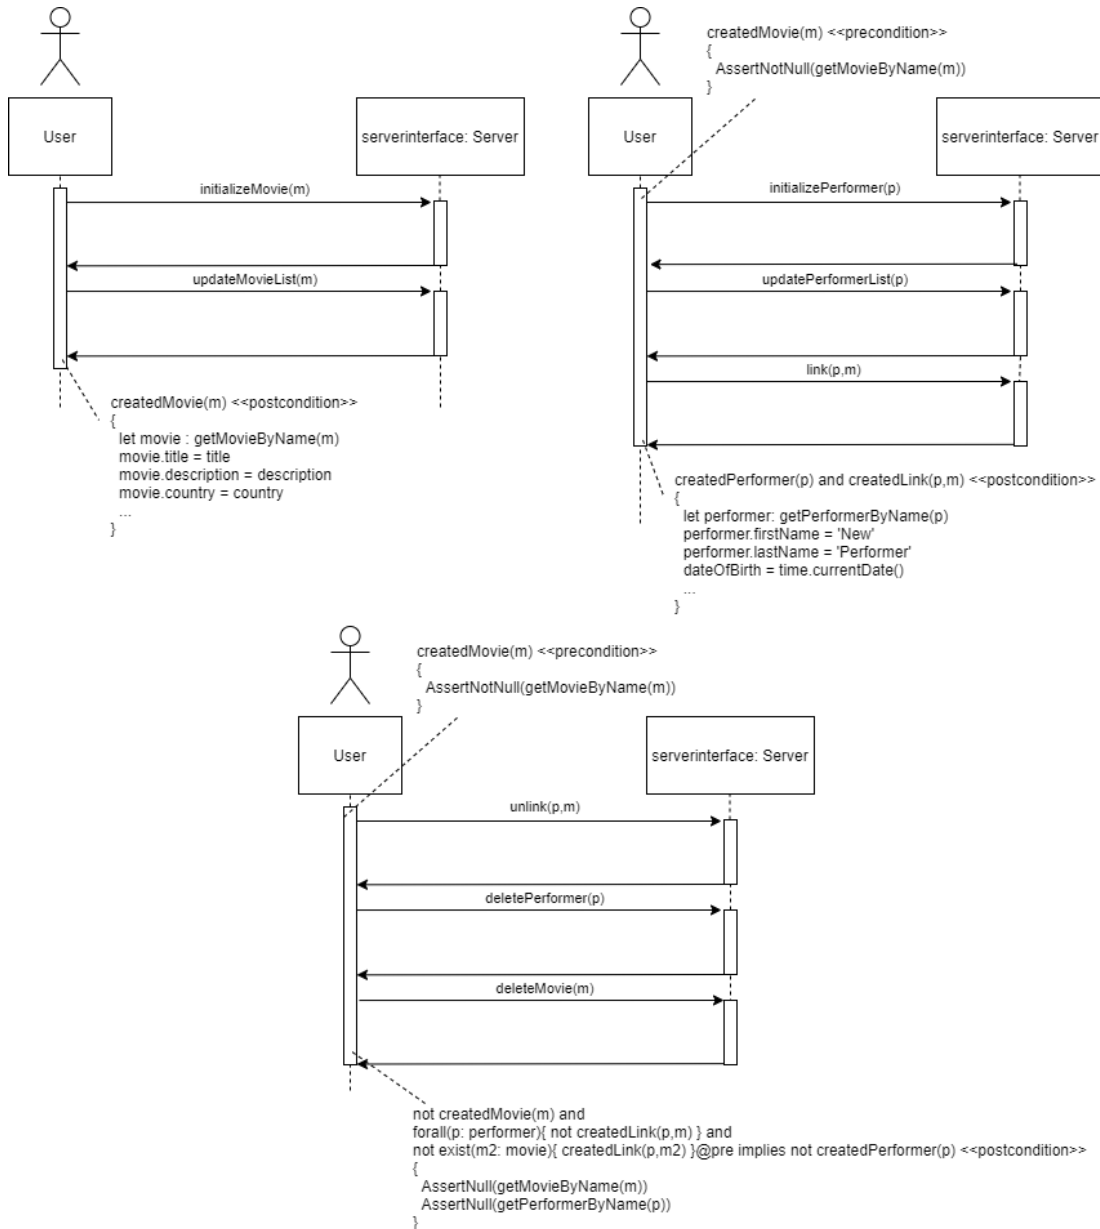 User
serverinterface: Server
initializeMovie(m)
updateMovieList(m)
createdMovie(m) <<postcondition>>
{
let movie : getMovieByName(m)
movie.title = title
movie.description = description
movie.country = country
...
}
createdMovie(m) <<precondition>>
{
AssertNotNull(getMovieByName(m))
}
User
serverinterface: Server
initializePerformer(p)
updatePerformerList(p)
link(p,m)
createdPerformer(p) and createdLink(p,m) <<postcondition>>
{
let performer: getPerformerByName(p)
performer.firstName = 'New'
performer.lastName = 'Performer'
dateOfBirth = time.currentDate()
...
}
createdMovie(m) <<precondition>>
{
AssertNotNull(getMovieByName(m))
}
User
serverinterface: Server
unlink(p,m)
deletePerformer(p)
deleteMovie(m)
not createdMovie(m) and
forall(p: performer){ not createdLink(p,m) } and
not exist(m2: movie){ createdLink(p,m2) }@pre implies not createdPerformer(p) <<postcondition>>
{
AssertNull(getMovieByName(m))
AssertNull(getPerformerByName(p))
}